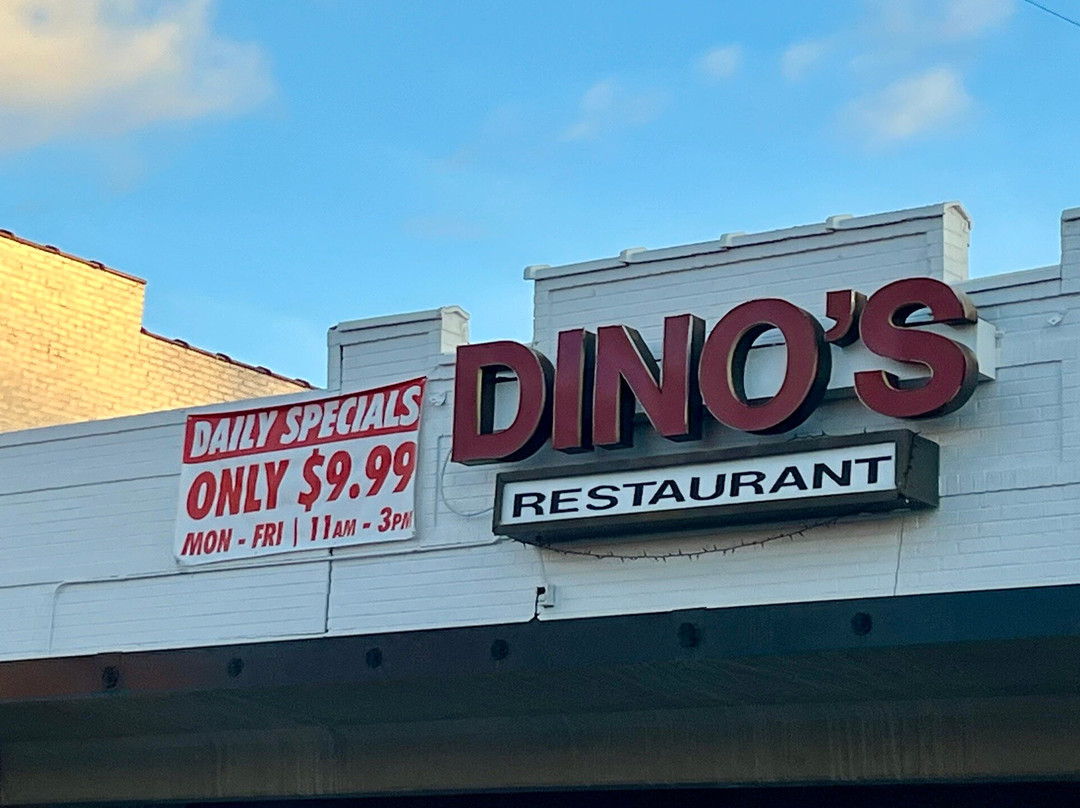 DAILY SPECIALS
ONLY $9.99
MON - FRI | 11AM - 3PM
DINO'S
RESTAURANT